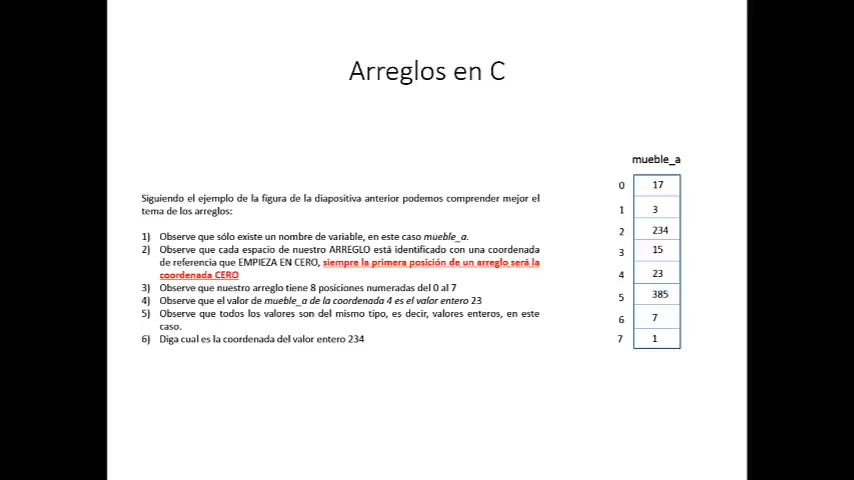 Arreglos en C
mueble_a
Siguiendo el ejemplo de la figura de la diapositiva anterior podemos comprender mejor el
tema de los arreglos:
1) Observe que sólo existe un nombre de variable, en este caso mueble_a.
2) Observe que cada espacio de nuestro ARREGLO está identificado con una coordenada
de referencia que EMPIEZA EN CERO, siempre la primera posición de un arreglo será la
coordenada CERO
3) Observe que nuestro arreglo tiene 8 posiciones numeradas del 0 al 7
4) Observe que el valor de mueble_a de la coordenada 4 es el valor entero 23
5) Observe que todos los valores son del mismo tipo, es decir, valores enteros, en este
caso.
6) Diga cual es la coordenada del valor entero 234
0 17
1 3
2 234
3 15
4 23
5 385
6 7
7 1